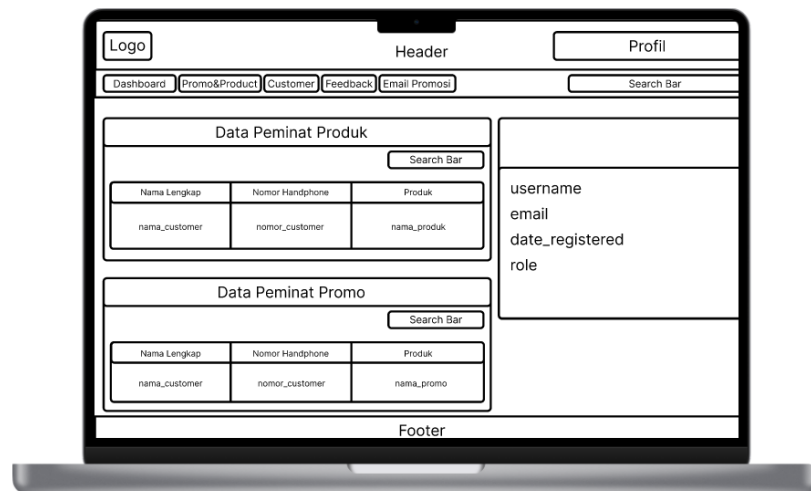 Logo
Header
Profil
Dashboard Promo&Product Customer Feedback Email Promosi Search Bar
Data Peminat Produk
Search Bar
Nama Lengkap Nomor Handphone Produk
nama_customer nomor_customer nama_produk
username
email
date_registered
role
Data Peminat Promo
Search Bar
Nama Lengkap Nomor Handphone Produk
nama_customer nomor_customer nama_promo
Footer